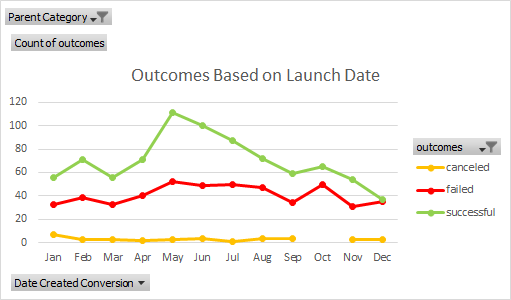 Parent Category
Count of outcomes
Outcomes Based on Launch Date
120
100
80
60
40
20
0
Jan Feb Mar Apr May Jun Jul Aug Sep Oct Nov Dec
outcomes
canceled
failed
successful
Date Created Conversion